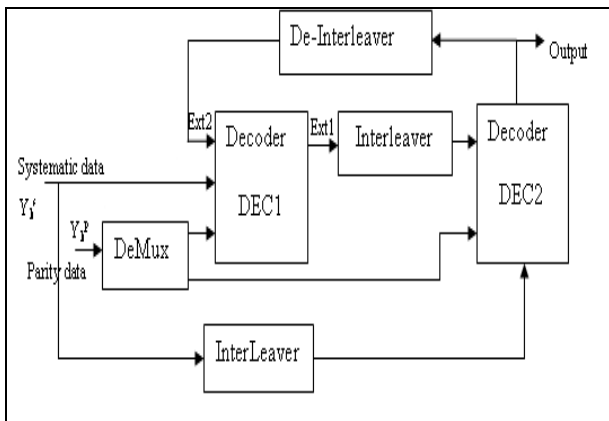 De-Interleaver
Output
Ext2
Decoder
DEC1
Ext1
Interleaver
Decoder
DEC2
Systematic data
Parity data
DeMux
InterLeaver